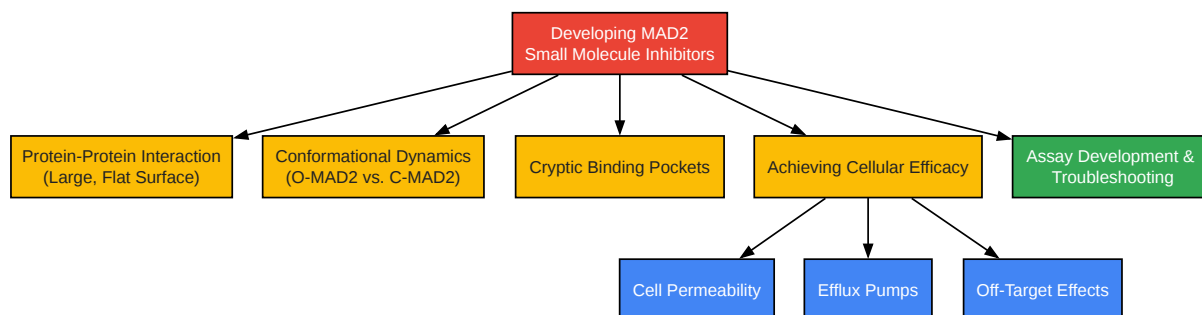 Developing MAD2
Small Molecule Inhibitors
Protein-Protein Interaction
(Large, Flat Surface)
Conformational Dynamics
(O-MAD2 vs. C-MAD2)
Cryptic Binding Pockets
Achieving Cellular Efficacy
Assay Development &
Troubleshooting
Cell Permeability
Efflux Pumps
Off-Target Effects